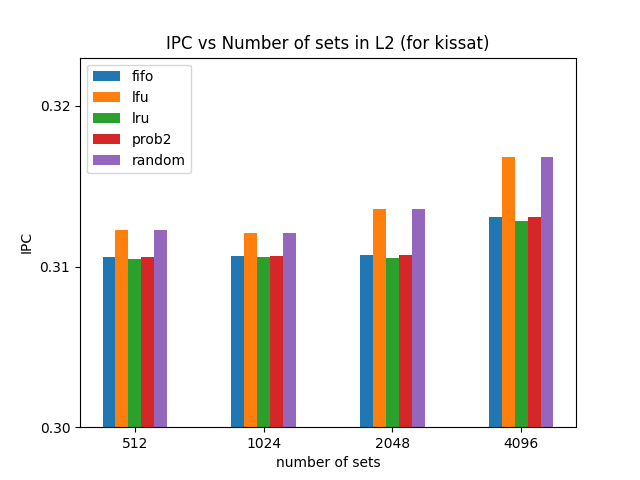 IPC vs Number of sets in L2 (for kissat)
fifo
lfu
lru
prob2
random
0.32
0.31
0.30
IPC
512 1024 2048 4096
number of sets